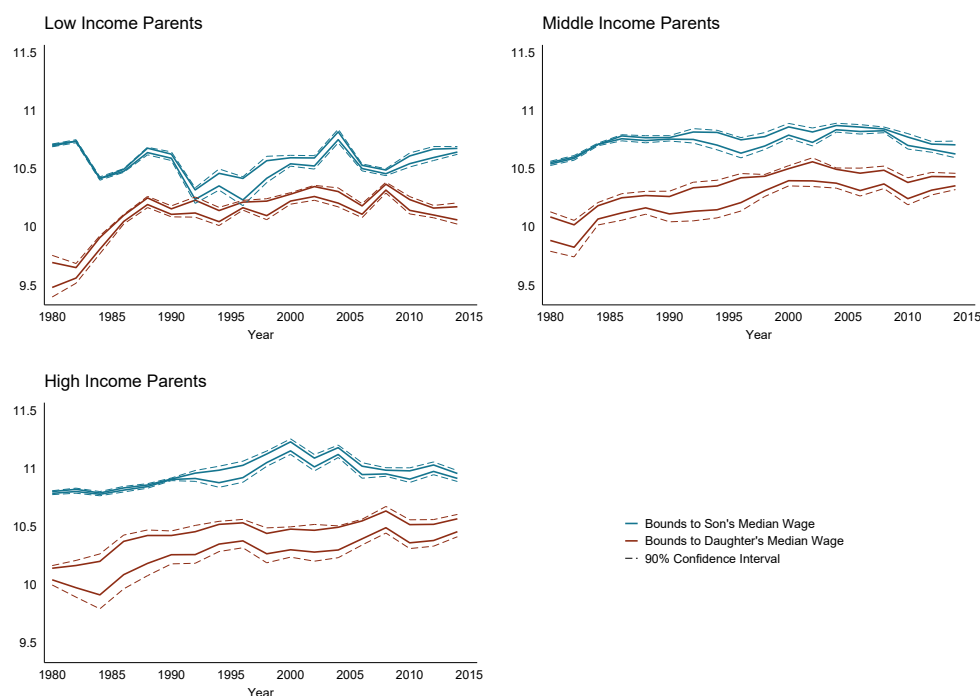 Low Income Parents
11.5
11
10.5
10
9.5
1980 1985 1990 1995 2000 2005 2010 2015
Year
Middle Income Parents
11.5
11
10.5
10
9.5
1980 1985 1990 1995 2000 2005 2010 2015
Year
High Income Parents
11.5
11
10.5
10
9.5
1980 1985 1990 1995 2000 2005 2010 2015
Year
Bounds to Son's Median Wage
Bounds to Daughter's Median Wage
90% Confidence Interval